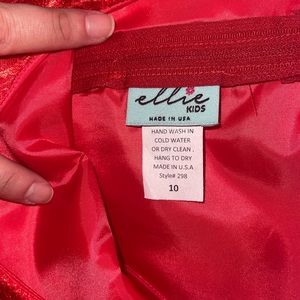 ellie
KIDS
MADE IN USA
HAND WASH IN
COLD WATER
OR DRY CLEAN.
HANG TO DRY
MADE IN U.S.A
Style# 298
10